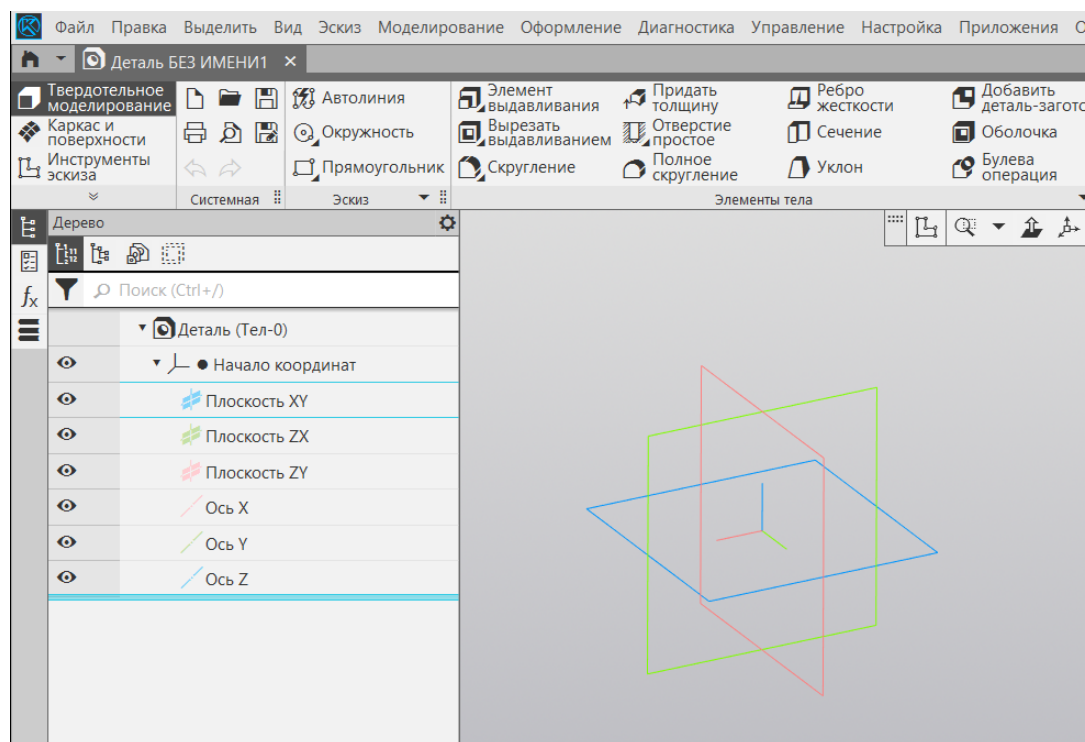 Файл Правка Выделить Вид Эскиз Моделирование Оформление Диагностика Управление Настройка Приложения О
Деталь БЕЗ ИМЕНИ1 ×
Твердотельное
моделирование
Каркас и
поверхности
Инструменты
эскиза
Системная
Автолиния
Окружность
Прямоугольник
Эскиз
Элемент
выдавливания
Вырезать
выдавливанием
Скругление
Придать
толщину
Отверстие
простое
Полное
скругление
Ребро
жесткости
Сечение
Уклон
Добавить
деталь-загото
Оболочка
Булева
операция
Элементы тела
Дерево
fx
Поиск (Ctrl+/)
Деталь (Тел-0)
Начало координат
Плоскость XY
Плоскость ZX
Плоскость ZY
Ось X
Ось Y
Ось Z